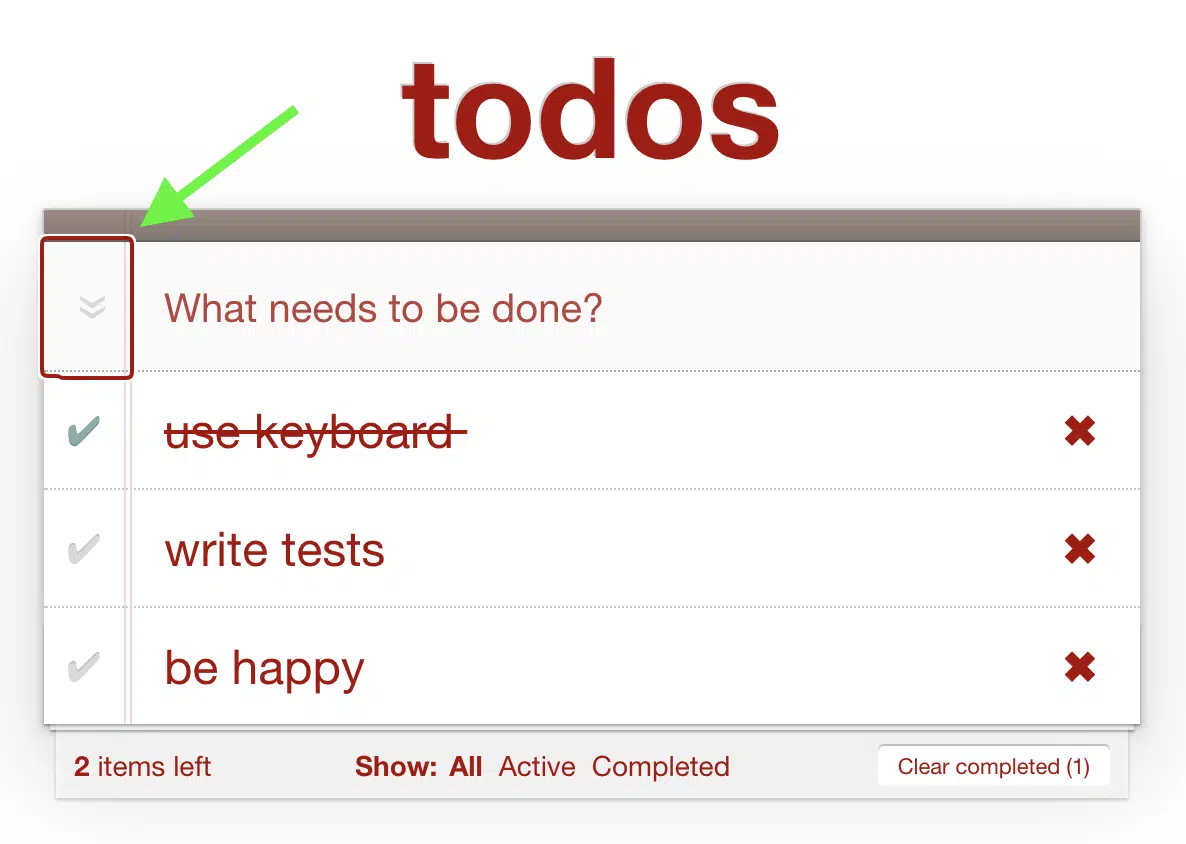 todos
What needs to be done?
use keyboard
write tests
be happy
2 items left Show: All Active Completed Clear completed (1)